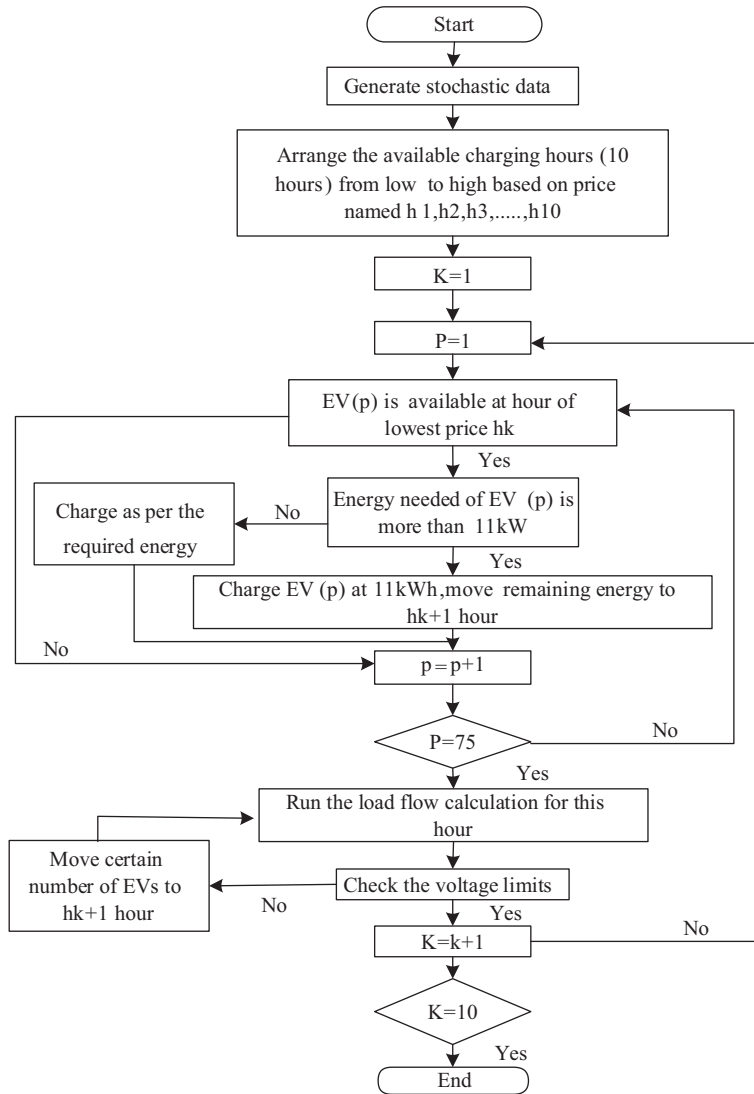 Start
Generate stochastic data
Arrange the available charging hours (10
hours) from low to high based on price
named h 1,h2,h3,.....,h10
K=1
P=1
EV(p) is available at hour of
lowest price hk
Yes
Energy needed of EV (p) is
more than 11kW
No
Charge as per the
required energy
Yes
Charge EV (p) at 11kWh,move remaining energy to
hk+1 hour
No
p=p+1
P=75
No
Yes
Run the load flow calculation for this
hour
Move certain
number of EVs to
hk+1 hour
Check the voltage limits
No
Yes
K=k+1
No
K=10
Yes
End